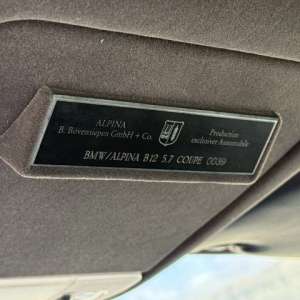 ALPINA
B. Bovensiepen GmbH + Co.
Production
exclusiver Automobile
BMW/ALPINA B12 5.7 COUPE 0039